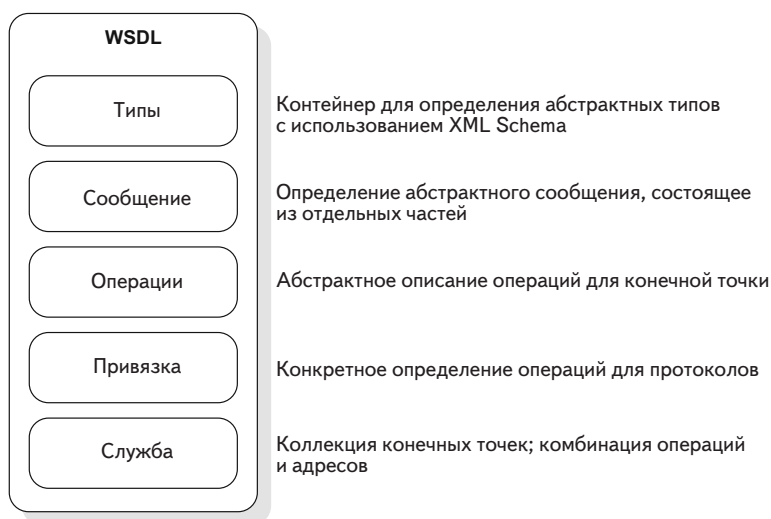 WSDL
Типы
Контейнер для определения абстрактных типов
с использованием XML Schema
Сообщение
Определение абстрактного сообщения, состоящее
из отдельных частей
Операции
Абстрактное описание операций для конечной точки
Привязка
Конкретное определение операций для протоколов
Служба
Коллекция конечных точек; комбинация операций
и адресов